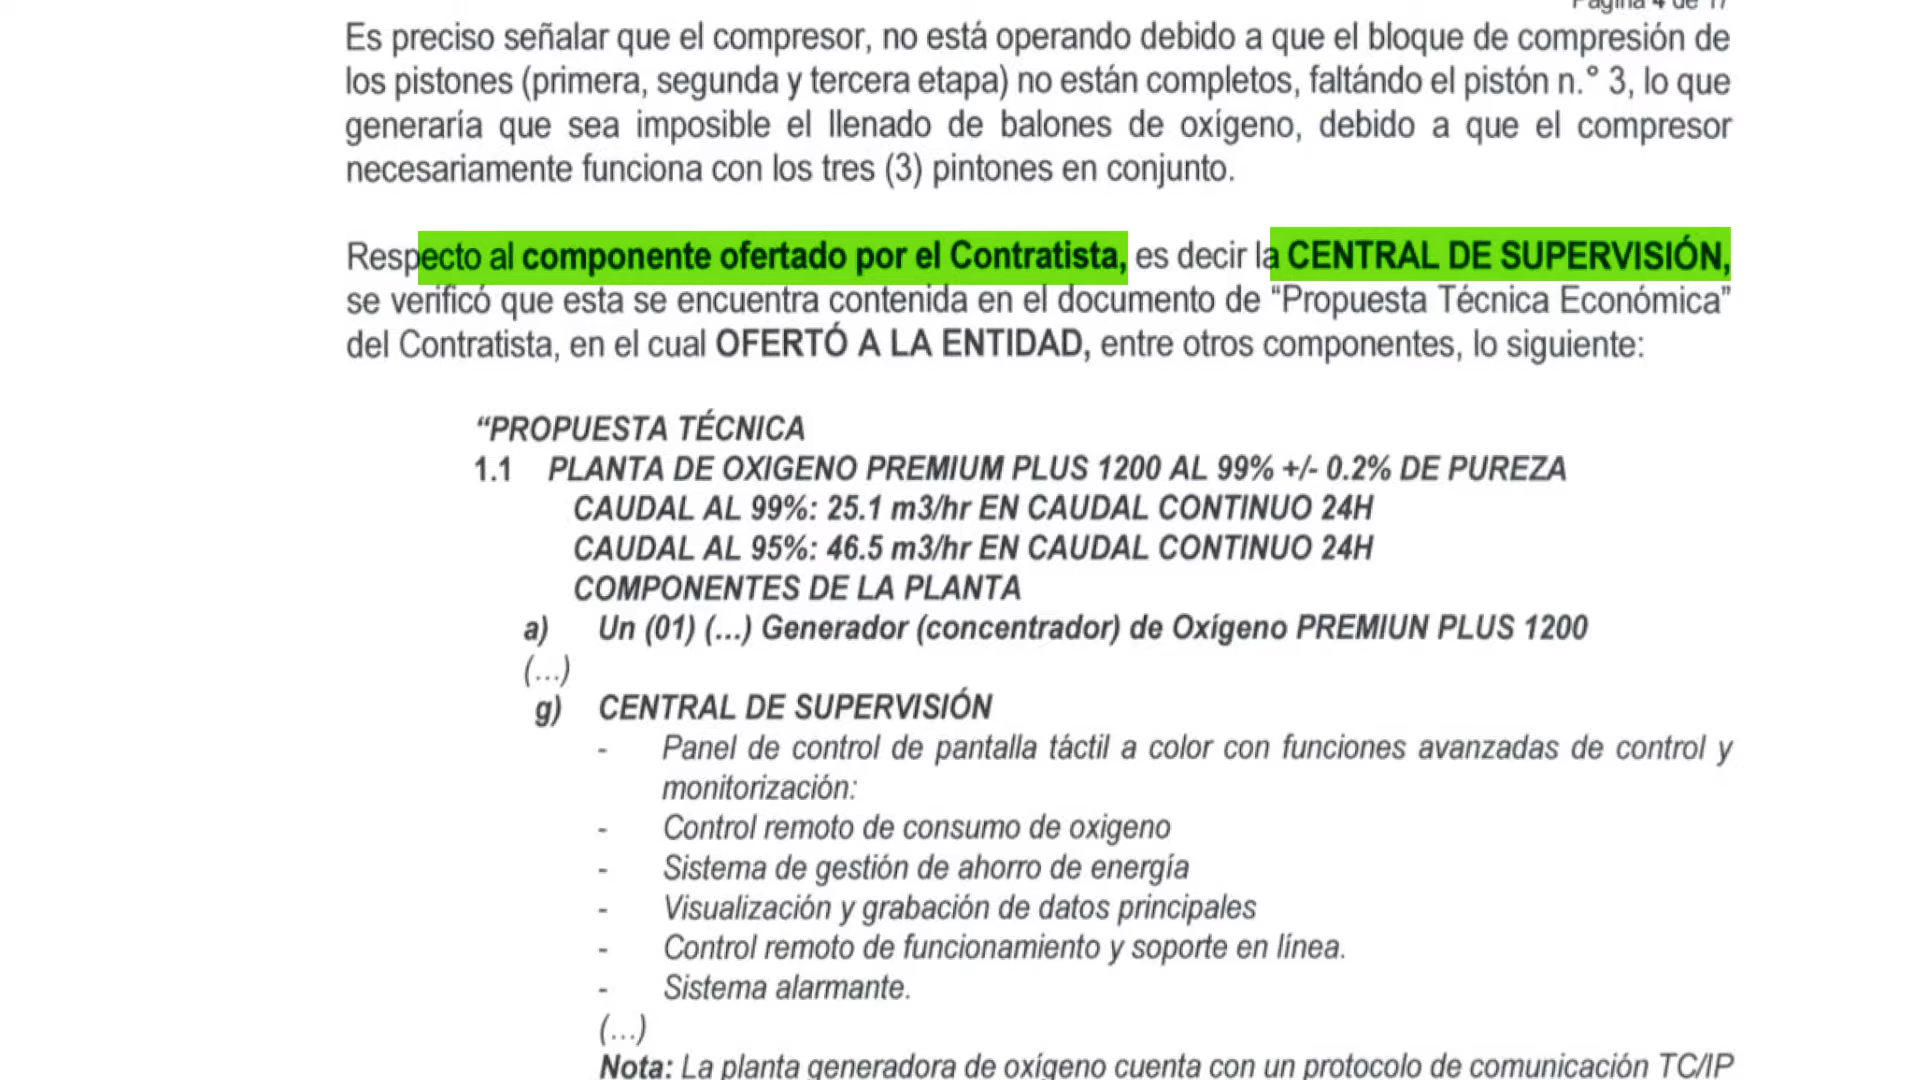 Página 4 de 17
Es preciso señalar que el compresor, no está operando debido a que el bloque de compresión de
los pistones (primera, segunda y tercera etapa) no están completos, faltándo el pistón n.° 3, lo que
generaría que sea imposible el llenado de balones de oxígeno, debido a que el compresor
necesariamente funciona con los tres (3) pintones en conjunto.
Respecto al componente ofertado por el Contratista, es decir la CENTRAL DE SUPERVISIÓN,
se verificó que esta se encuentra contenida en el documento de “Propuesta Técnica Económica”
del Contratista, en el cual OFERTÓ A LA ENTIDAD, entre otros componentes, lo siguiente:
“PROPUESTA TÉCNICA
1.1 PLANTA DE OXIGENO PREMIUM PLUS 1200 AL 99% +/- 0.2% DE PUREZA
CAUDAL AL 99%: 25.1 m3/hr EN CAUDAL CONTINUO 24H
CAUDAL AL 95%: 46.5 m3/hr EN CAUDAL CONTINUO 24H
COMPONENTES DE LA PLANTA
a) Un (01) (...) Generador (concentrador) de Oxígeno PREMIUN PLUS 1200
(...)
g) CENTRAL DE SUPERVISIÓN
- Panel de control de pantalla táctil a color con funciones avanzadas de control y
monitorización:
- Control remoto de consumo de oxigeno
- Sistema de gestión de ahorro de energía
- Visualización y grabación de datos principales
- Control remoto de funcionamiento y soporte en línea.
- Sistema alarmante.
(...)
Nota: La planta generadora de oxígeno cuenta con un protocolo de comunicación TC/IP